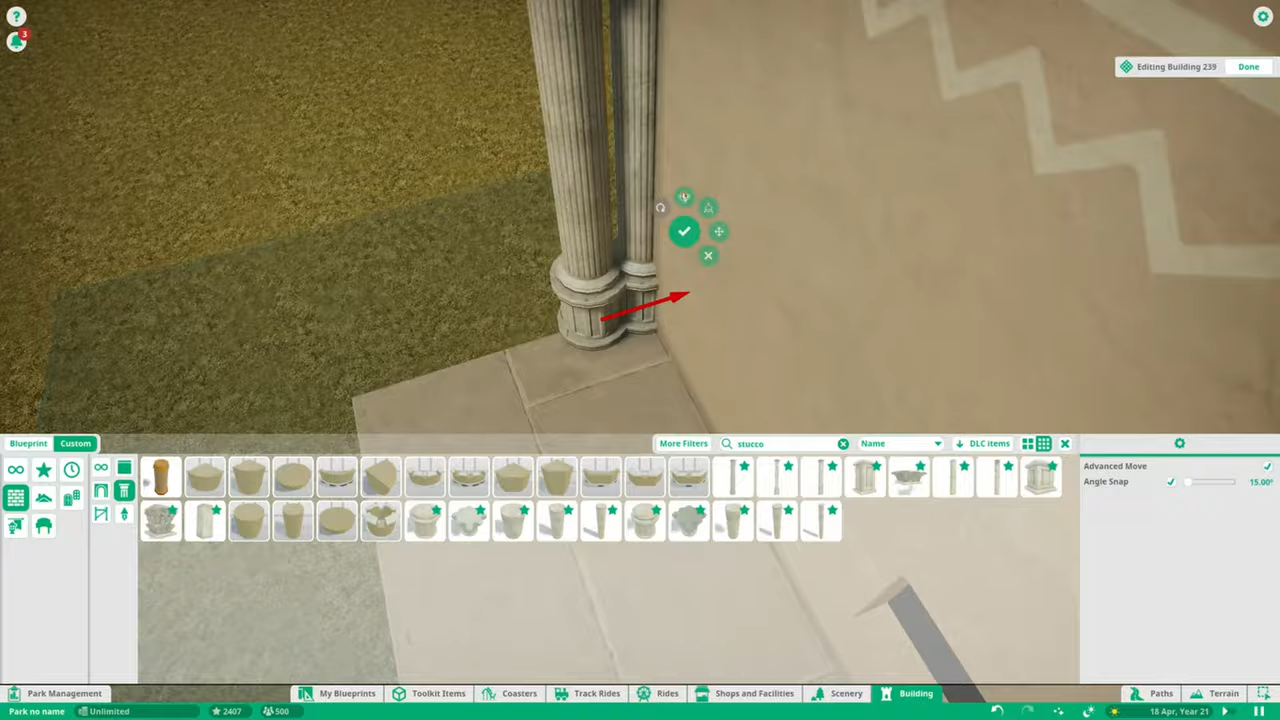 ?
3
Editing Building 239
Done
Blueprint
Custom
More Filters
stucco
Name
DLC items
Advanced Move
Angle Snap
15.00°
Park Management
My Blueprints
Toolkit Items
Coasters
Track Rides
Rides
Shops and Facilities
Scenery
Building
Paths
Terrain
Park no name
Unlimited
2407
500
18 Apr, Year 21